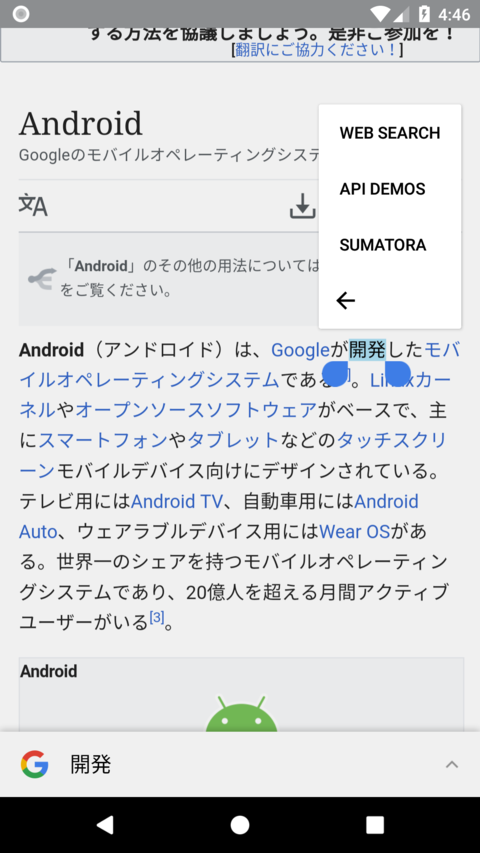 4:46
する方法を協議しましょう。是非ご参加を！
[翻訳にご協力ください！]
Android
Googleのモバイルオペレーティングシステ
WEB SEARCH
API DEMOS
SUMATORA
「Android」のその他の用法については
をご覧ください。
Android（アンドロイド）は、Googleが開発したモバ
イルオペレーティングシステムである]。Linuxカー
ネルやオープンソースソフトウェアがベースで、主
にスマートフォンやタブレットなどのタッチスクリ
ーンモバイルデバイス向けにデザインされている。
テレビ用にはAndroid TV、自動車用にはAndroid
Auto、ウェアラブルデバイス用にはWear OSがあ
る。世界一のシェアを持つモバイルオペレーティン
グシステムであり、20億人を超える月間アクティブ
ユーザーがいる[3]。
Android
開発